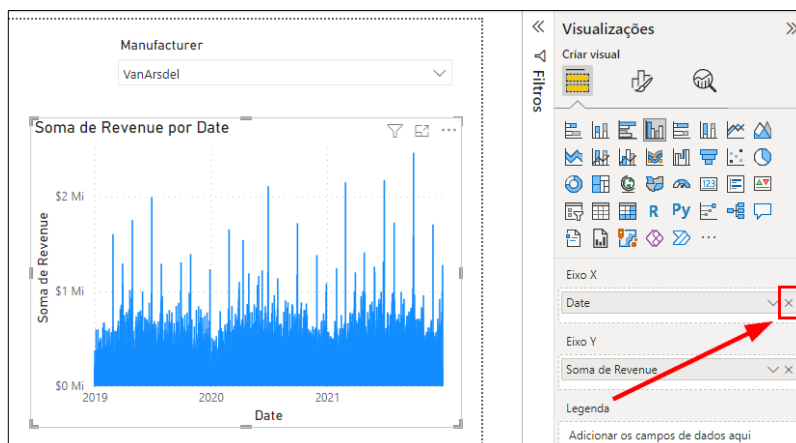 Manufacturer
VanArsdel
Soma de Revenue por Date
Soma de Revenue
$2 Mi
$1 Mi
$0 Mi
2019
2020
2021
Date
Filtros
Visualizações
Criar visual
123
R
Py
Eixo X
Date
Eixo Y
Soma de Revenue
Legenda
Adicionar os campos de dados aqui